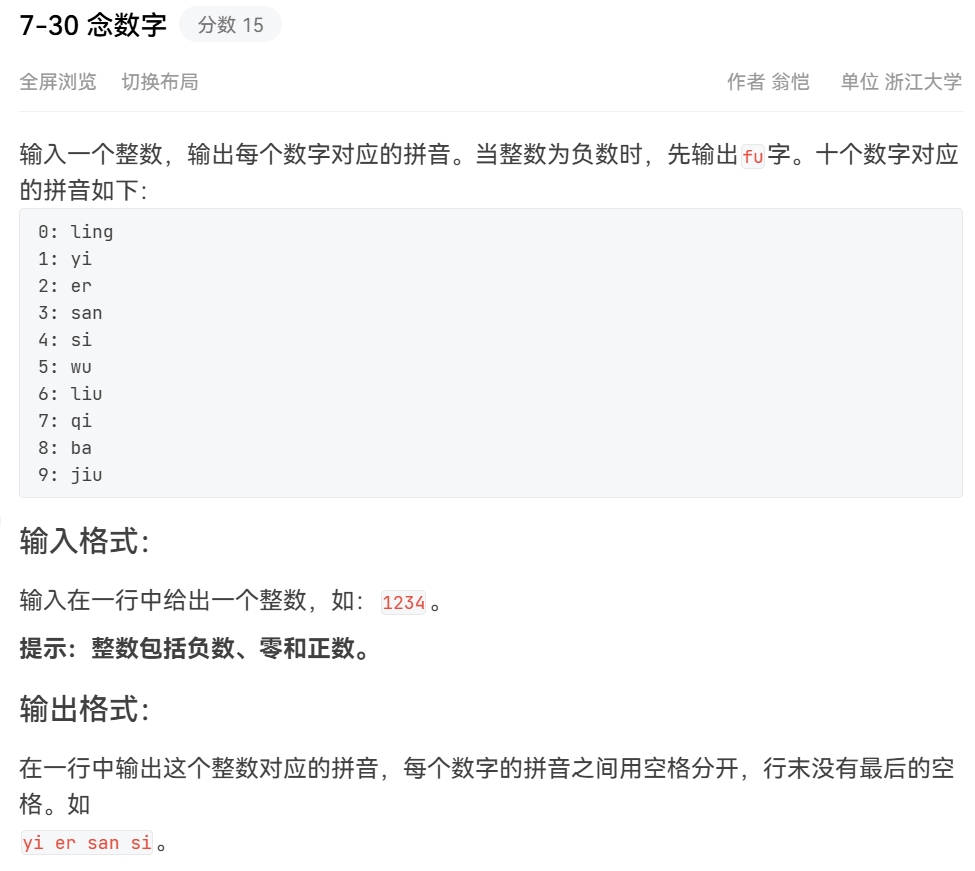 7-30 念数字 分数 15
全屏浏览 切换布局 作者 翁恺 单位 浙江大学
输入一个整数，输出每个数字对应的拼音。当整数为负数时，先输出fu字。十个数字对应
的拼音如下：
0: ling
1: yi
2: er
3: san
4: si
5: wu
6: liu
7: qi
8: ba
9: jiu
输入格式：
输入在一行中给出一个整数，如： 1234 。
提示：整数包括负数、零和正数。
输出格式：
在一行中输出这个整数对应的拼音，每个数字的拼音之间用空格分开，行末没有最后的空
格。如
yi er san si 。